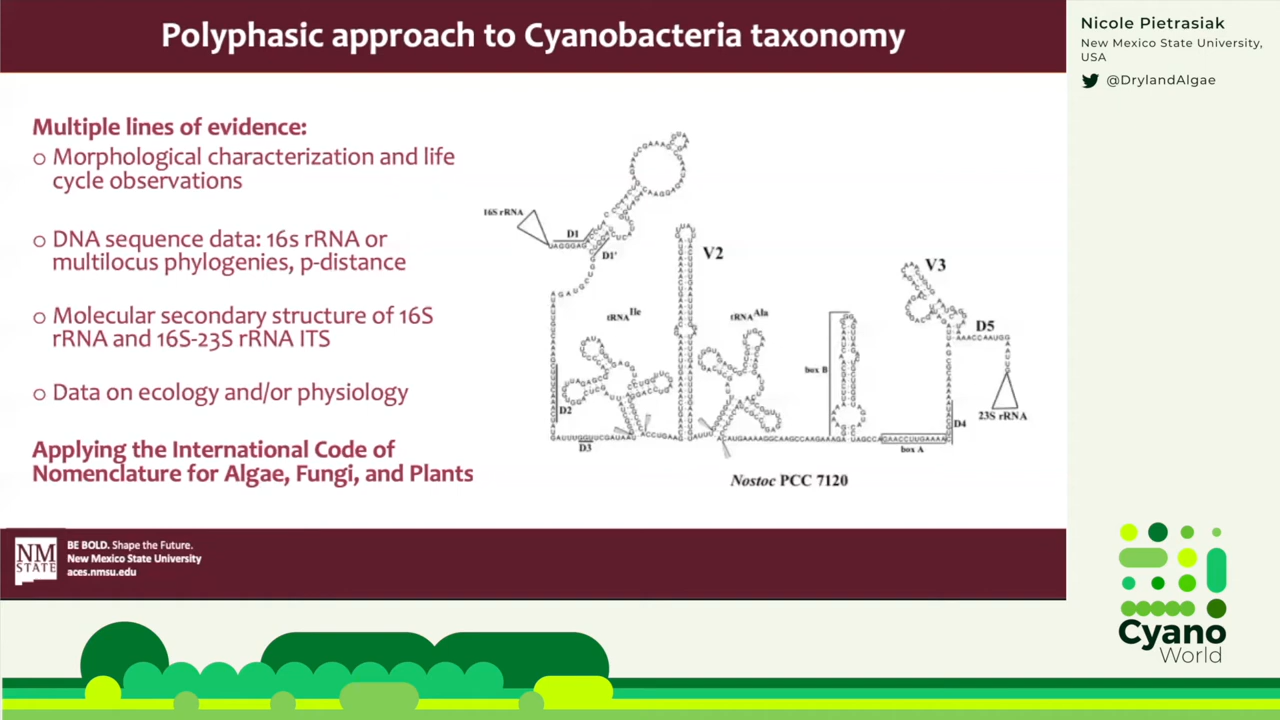 Polyphasic approach to Cyanobacteria taxonomy
Nicole Pietrasiak
New Mexico State University,
USA
@DrylandAlgae
Multiple lines of evidence:
o Morphological characterization and life
cycle observations
o DNA sequence data: 16s rRNA or
multilocus phylogenies, p-distance
o Molecular secondary structure of 16S
rRNA and 16S-23S rRNA ITS
o Data on ecology and/or physiology
Applying the International Code of
Nomenclature for Algae, Fungi, and Plants
16S rRNA
D1
D1'
V2
V3
tRNAIle
tRNAAla
D5
box B
D2
23S rRNA
D4
D3
box A
Nostoc PCC 7120
NM
STATE
BE BOLD. Shape the Future.
New Mexico State University
aces.nmsu.edu
Cyano
World